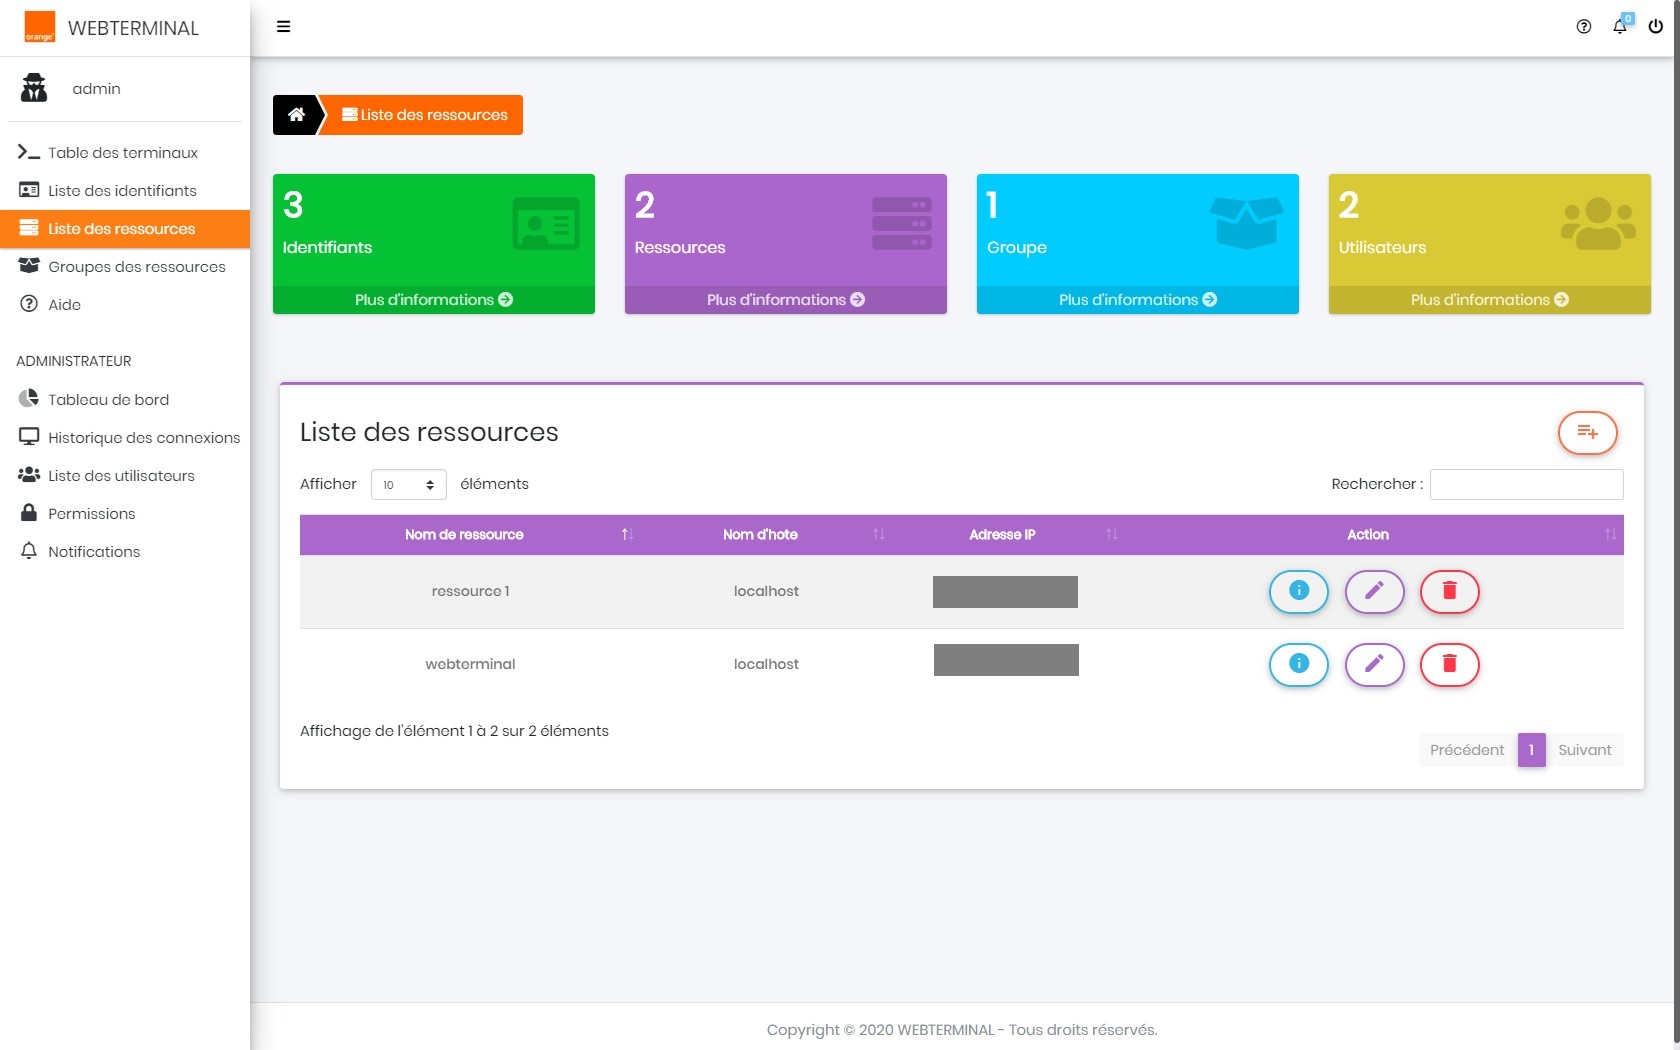 orange
WEBTERMINAL
0
admin
Table des terminaux
Liste des identifiants
Liste des ressources
Groupes des ressources
Aide
ADMINISTRATEUR
Tableau de bord
Historique des connexions
Liste des utilisateurs
Permissions
Notifications
Liste des ressources
3
Identifiants
Plus d'informations
2
Ressources
Plus d'informations
1
Groupe
Plus d'informations
2
Utilisateurs
Plus d'informations
Liste des ressources
Afficher 10 éléments
Rechercher :
Nom de ressource Nom d'hote Adresse IP Action
ressource 1 localhost
webterminal localhost
Affichage de l'élément 1 à 2 sur 2 éléments
Précédent 1 Suivant
Copyright © 2020 WEBTERMINAL - Tous droits réservés.